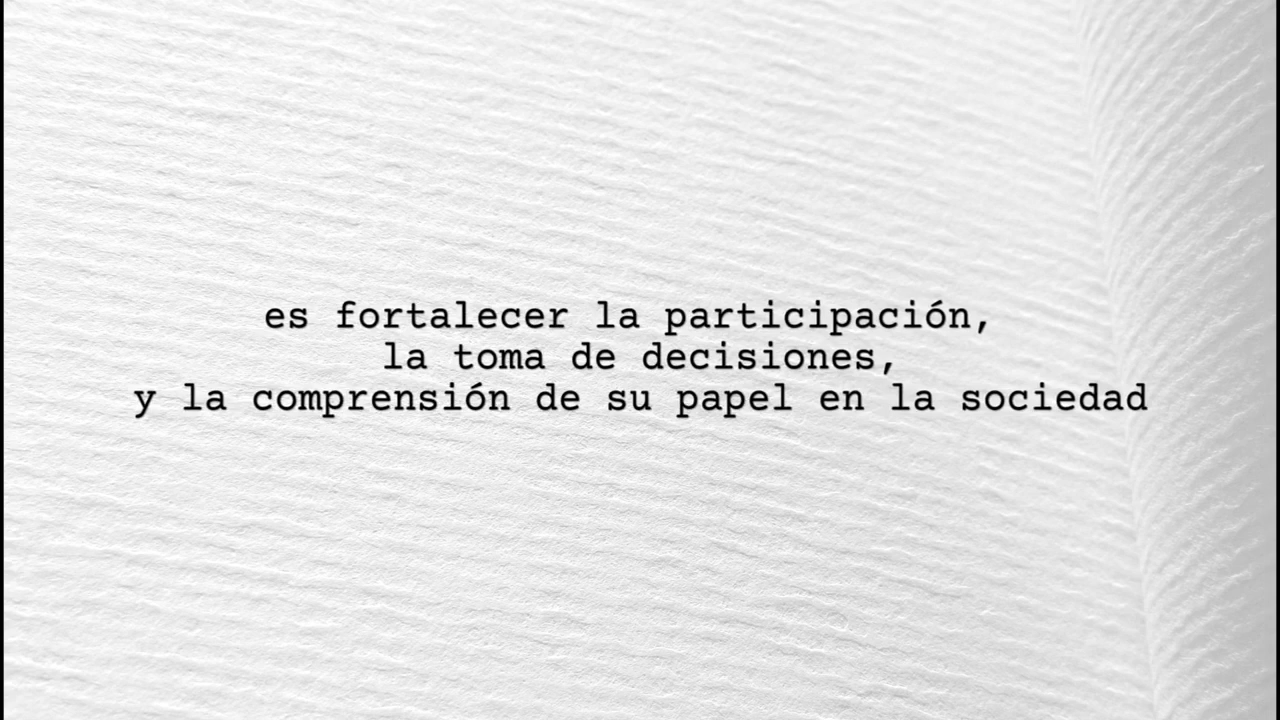 es fortalecer la participación,
la toma de decisiones,
y la comprensión de su papel en la sociedad